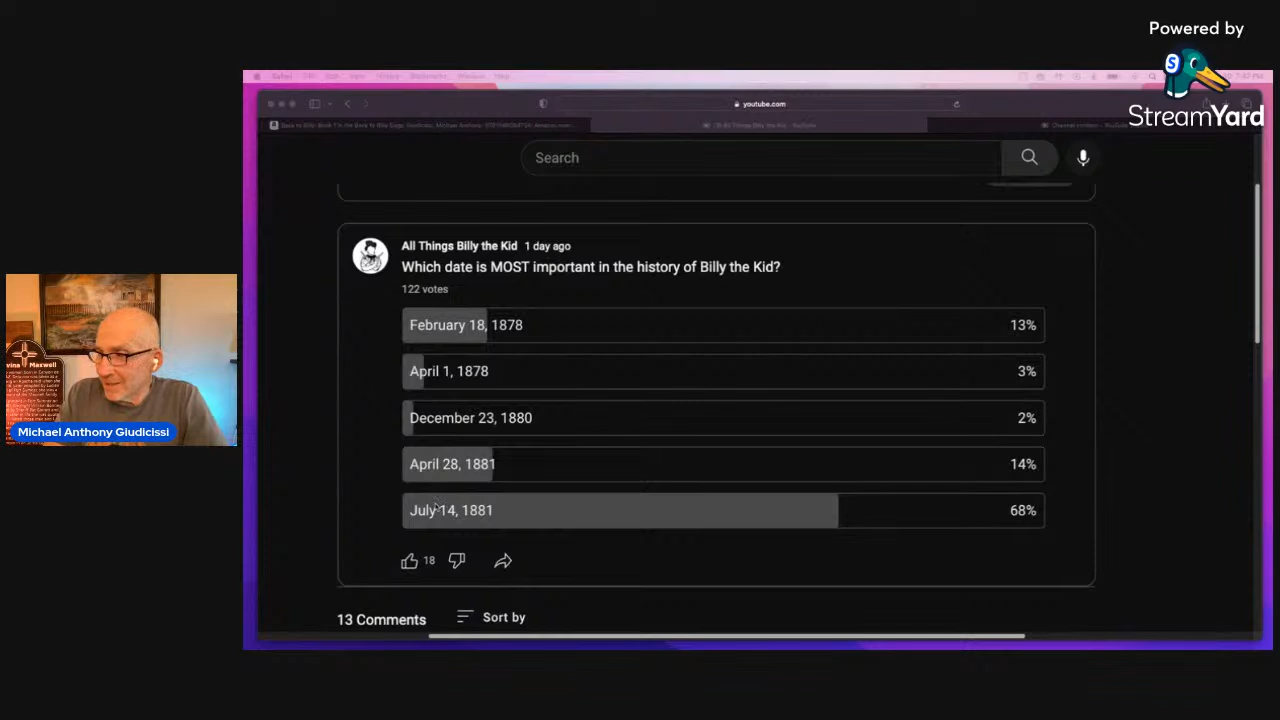 Powered by
StreamYard
youtube.com
Search
All Things Billy the Kid 1 day ago
Which date is MOST important in the history of Billy the Kid?
122 votes
February 18, 1878 13%
April 1, 1878 3%
December 23, 1880 2%
April 28, 1881 14%
July 14, 1881 68%
18
13 Comments Sort by
Maxwell
Michael Anthony Giudicissi